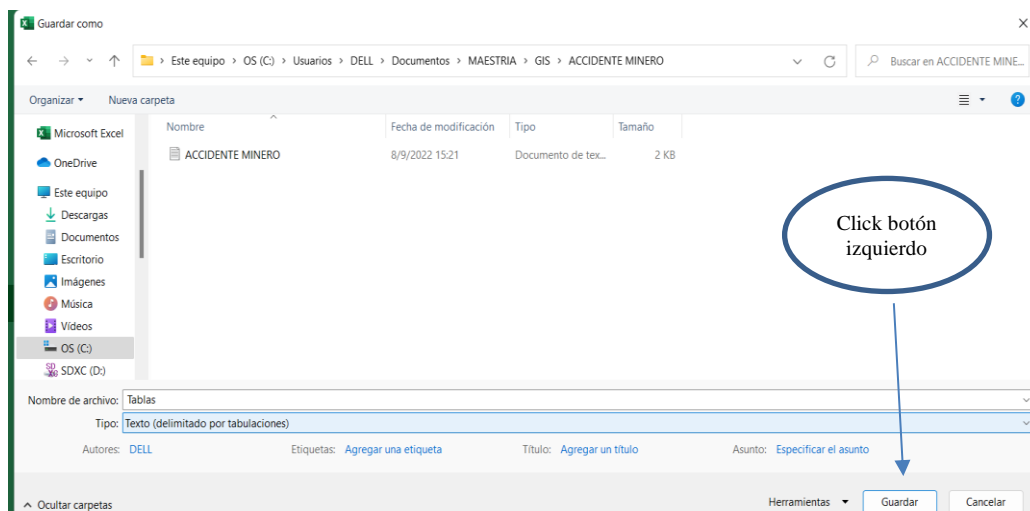 Guardar como
Este equipo > OS (C:) > Usuarios > DELL > Documentos > MAESTRIA > GIS > ACCIDENTE MINERO
Buscar en ACCIDENTE MINE...
Organizar Nueva carpeta
Nombre Fecha de modificación Tipo Tamaño
ACCIDENTE MINERO 8/9/2022 15:21 Documento de tex... 2 KB
Microsoft Excel
OneDrive
Este equipo
Descargas
Documentos
Escritorio
Imágenes
Música
Vídeos
OS (C:)
SDXC (D:)
Click botón
izquierdo
Nombre de archivo: Tablas
Tipo: Texto (delimitado por tabulaciones)
Autores: DELL Etiquetas: Agregar una etiqueta Título: Agregar un título Asunto: Especificar el asunto
Ocultar carpetas Herramientas Guardar Cancelar